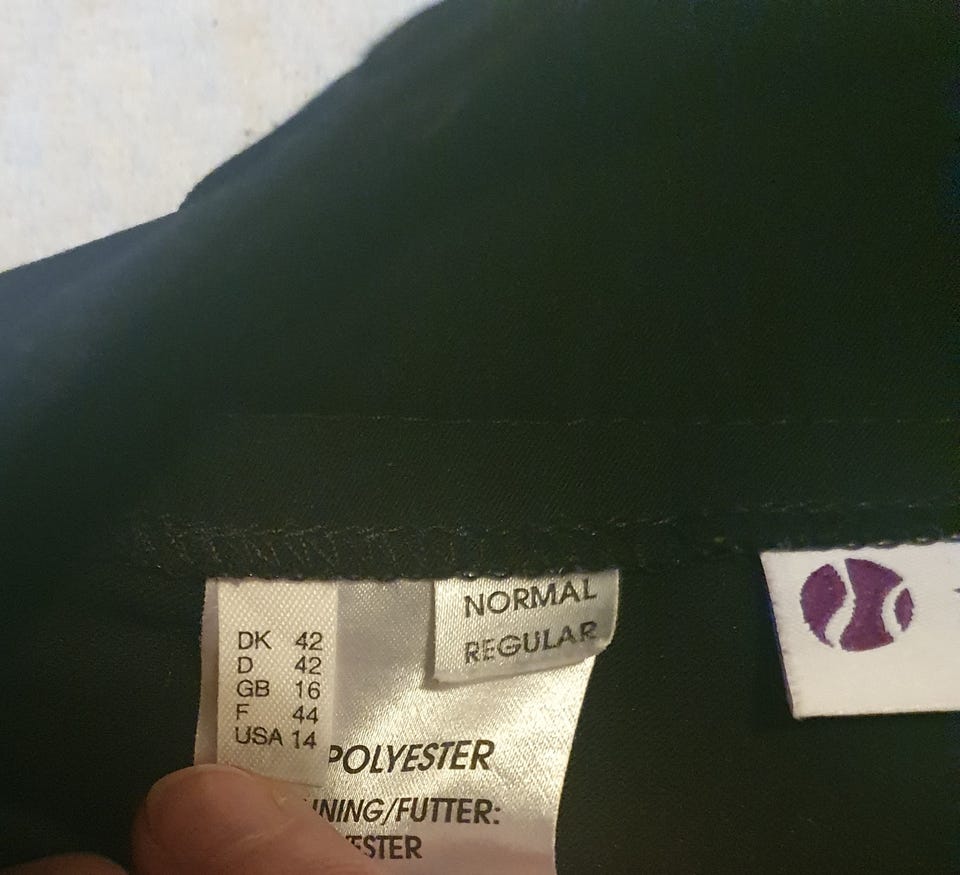 DK 42
D 42
GB 16
F 44
USA 14
NORMAL
REGULAR
POLYESTER